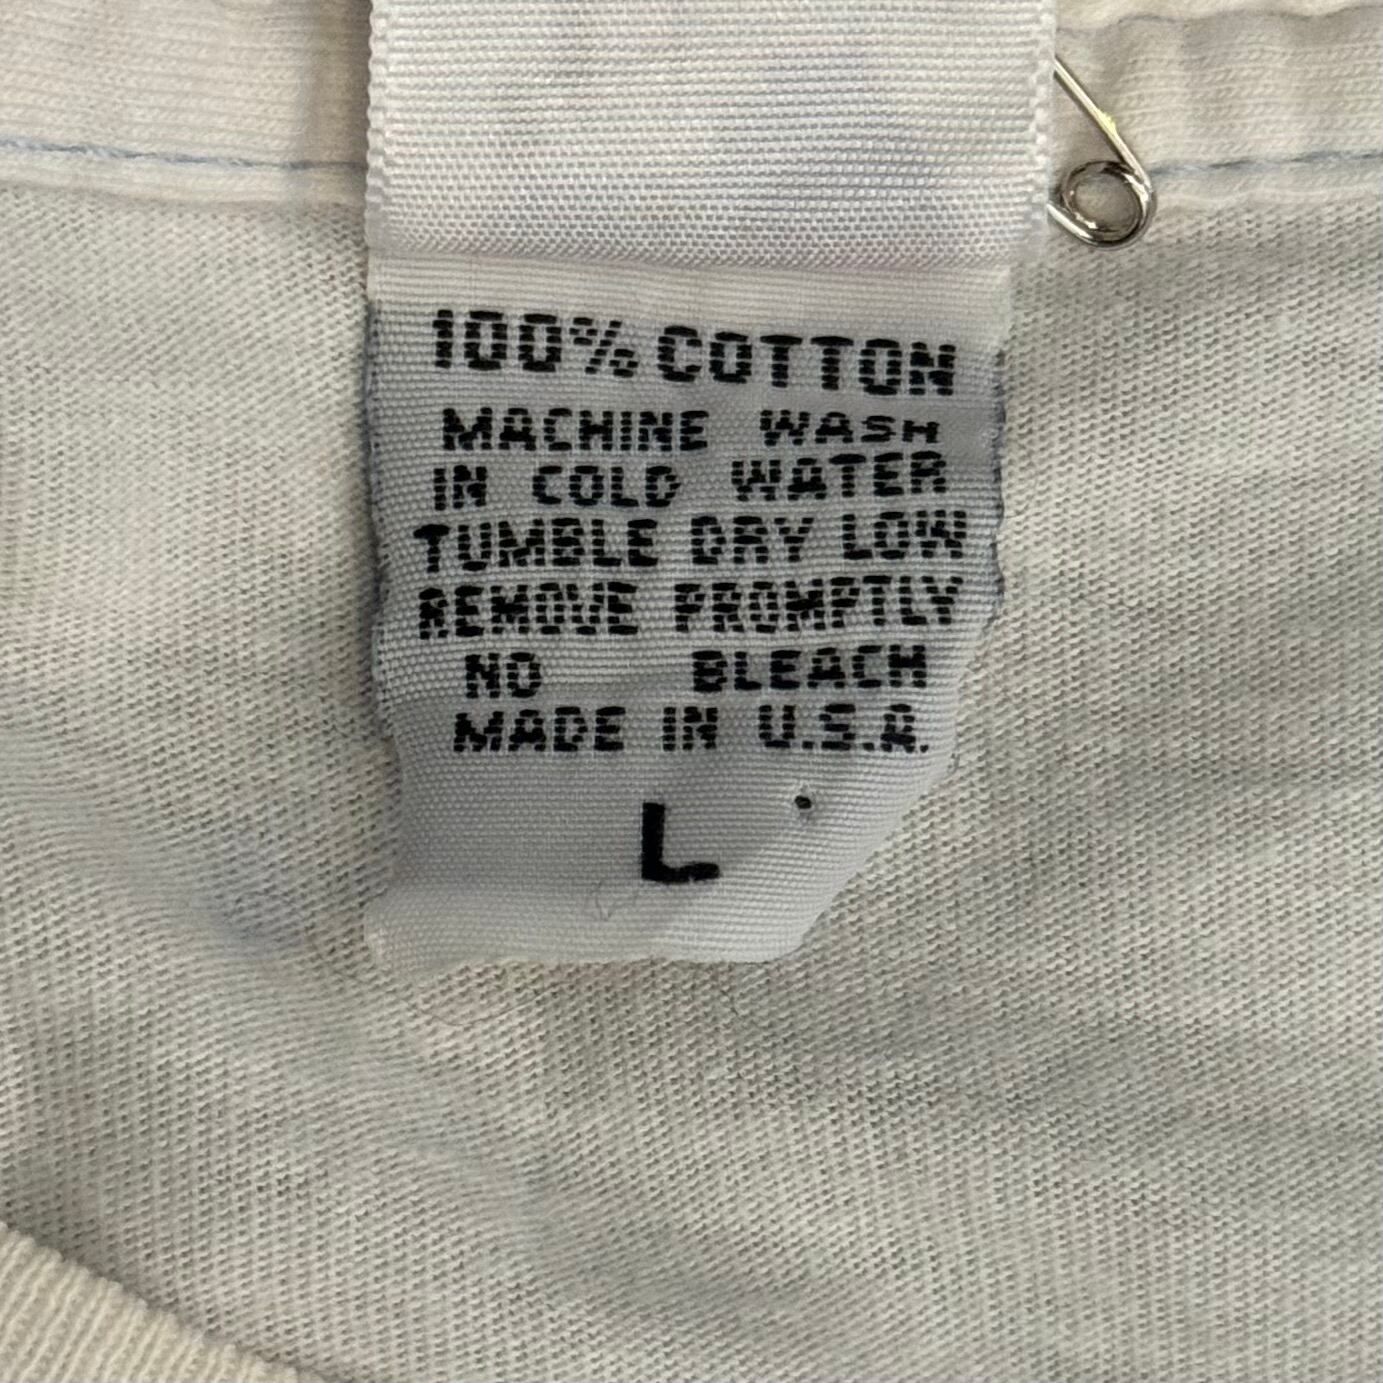 100% COTTON
MACHINE WASH
IN COLD WATER
TUMBLE DRY LOW
REMOVE PROMPTLY
NO BLEACH
MADE IN U.S.A.
L